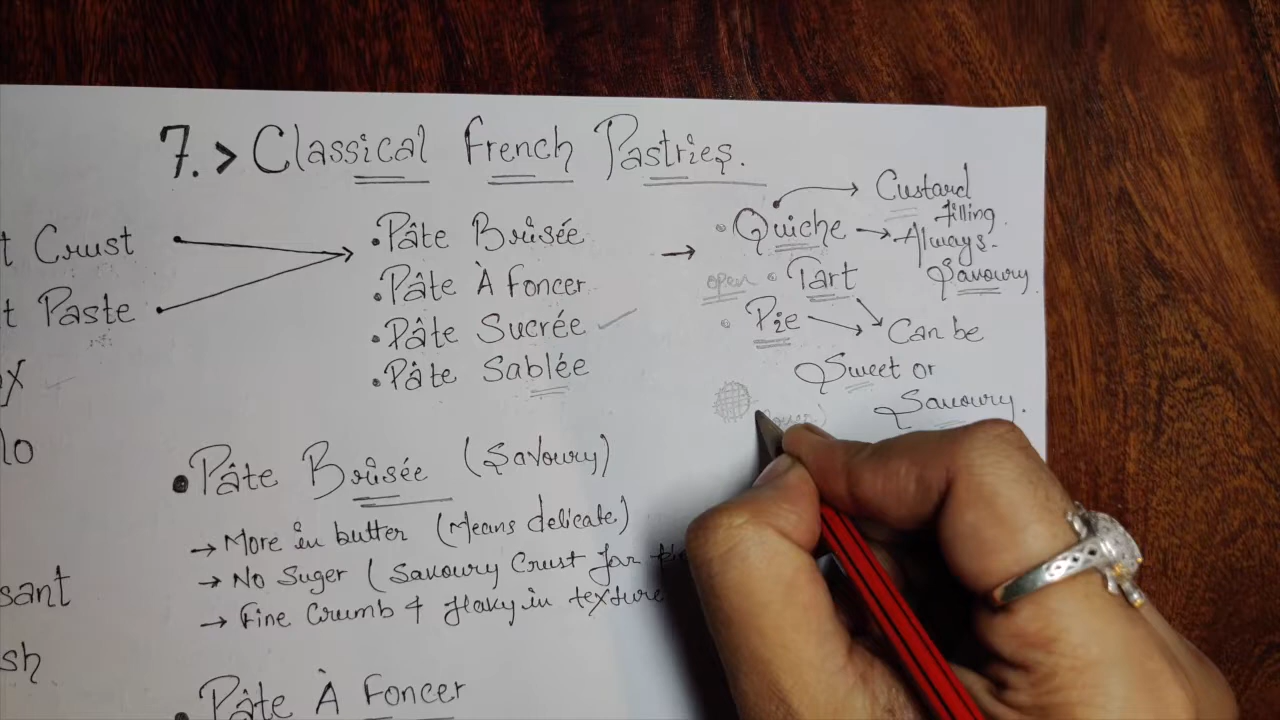 7.> Classical French Pastries.
t Crust
t Paste
y
lo
sant
sh
• Pâte Brûsée
• Pâte À Foncer
• Pâte Sucrée
• Pâte Sablée
Quiche
Custard
filling.
Always-
Savoury.
open Tart
Pie
Can be
Sweet or
Savoury.
• Pâte Brûsée (Savoury)
→ More in butter (Means delicate)
→ No Suger (Savoury Crust for
→ Fine Crumb & flaky in texture
• Pâte À Foncer